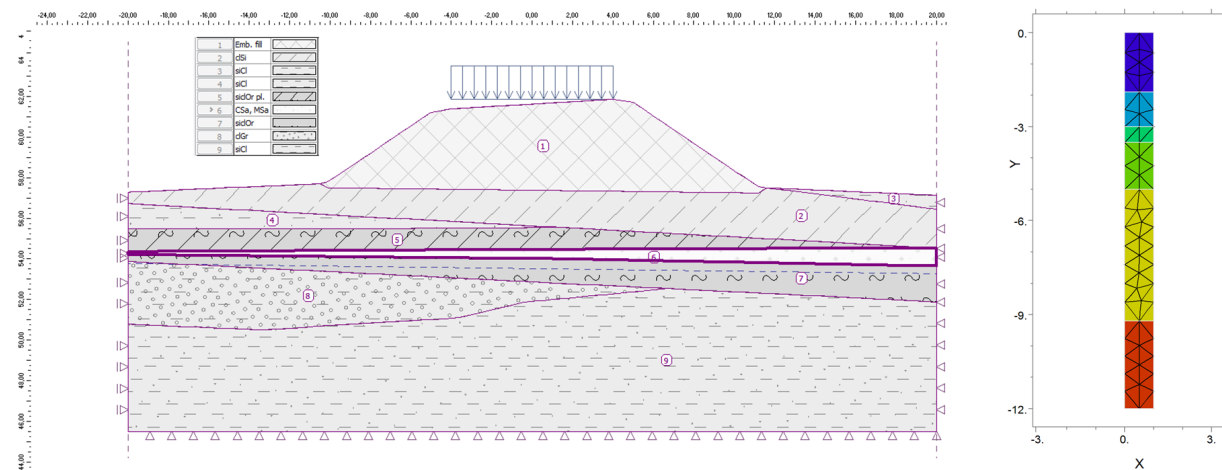 -24,00 -22,00 -20,00 -18,00 -16,00 -14,00 -12,00 -10,00 -8,00 -6,00 -4,00 -2,00 0,00 2,00 4,00 6,00 8,00 10,00 12,00 14,00 16,00 18,00 20,00
64
62,00
60,00
58,00
56,00
54,00
52,00
50,00
48,00
46,00
44,00
1 Emb. fill
2 clSi
3 siCl
4 siCl
5 siclOr pl.
> 6 CSa, MSa
7 siclOr
8 clGr
9 siCl
1
2
3
4
5
6
7
8
9
0.
-3.
-6.
-9.
-12.
Y
-3. 0. 3.
X